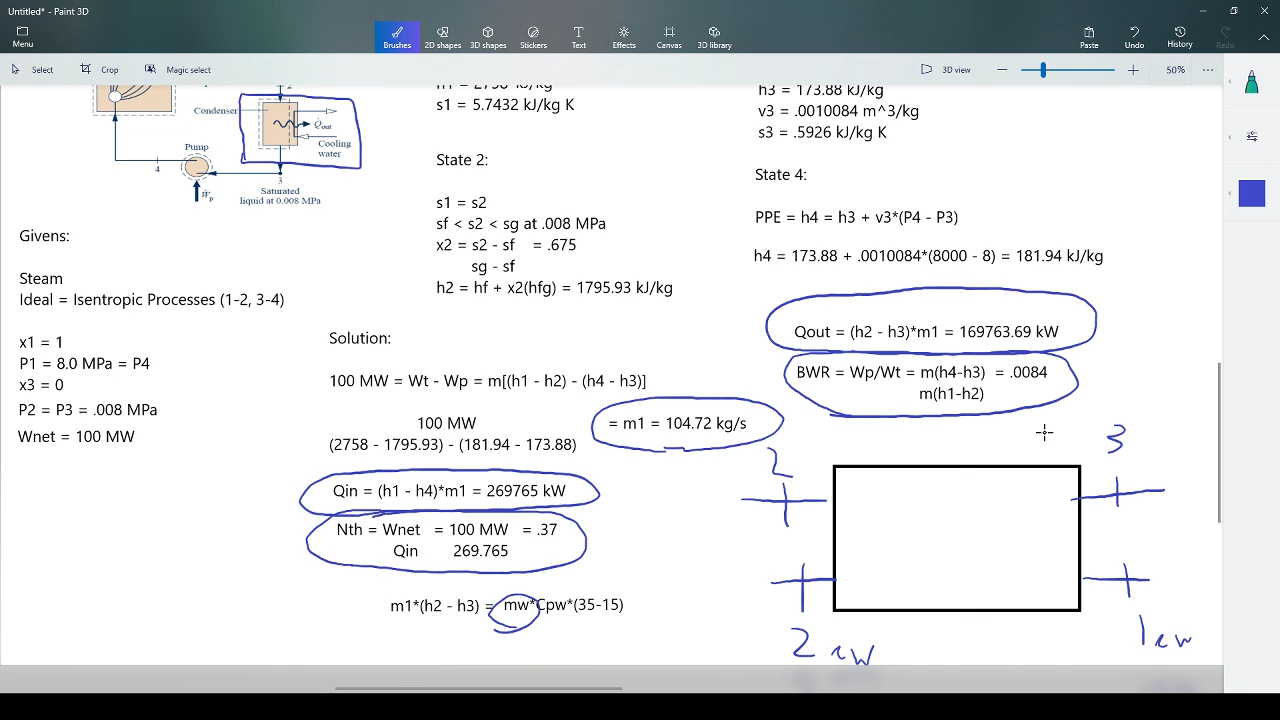 Untitled* - Paint 3D
Menu
Brushes
2D shapes
3D shapes
Stickers
Text
Effects
Canvas
3D library
Paste
Undo
History
Redo
Select
Crop
Magic select
3D view
50%
Condenser
Q̇out
Cooling
water
Pump
4
3
Ẇp
Saturated
liquid at 0.008 MPa
Givens:
Steam
Ideal = Isentropic Processes (1-2, 3-4)
x1 = 1
P1 = 8.0 MPa = P4
x3 = 0
P2 = P3 = .008 MPa
Wnet = 100 MW
s1 = 5.7432 kJ/kg K
State 2:
s1 = s2
sf < s2 < sg at .008 MPa
x2 = s2 - sf = .675
sg - sf
h2 = hf + x2(hfg) = 1795.93 kJ/kg
Solution:
100 MW = Wt - Wp = m[(h1 - h2) - (h4 - h3)]
100 MW
(2758 - 1795.93) - (181.94 - 173.88)
= m1 = 104.72 kg/s
Qin = (h1 - h4)*m1 = 269765 kW
Nth = Wnet = 100 MW = .37
Qin 269.765
m1*(h2 - h3) = mw*Cpw*(35-15)
h3 = 173.88 kJ/kg
v3 = .0010084 m^3/kg
s3 = .5926 kJ/kg K
State 4:
PPE = h4 = h3 + v3*(P4 - P3)
h4 = 173.88 + .0010084*(8000 - 8) = 181.94 kJ/kg
Qout = (h2 - h3)*m1 = 169763.69 kW
BWR = Wp/Wt = m(h4-h3) = .0084
m(h1-h2)
2
3
2 cw
1 cw